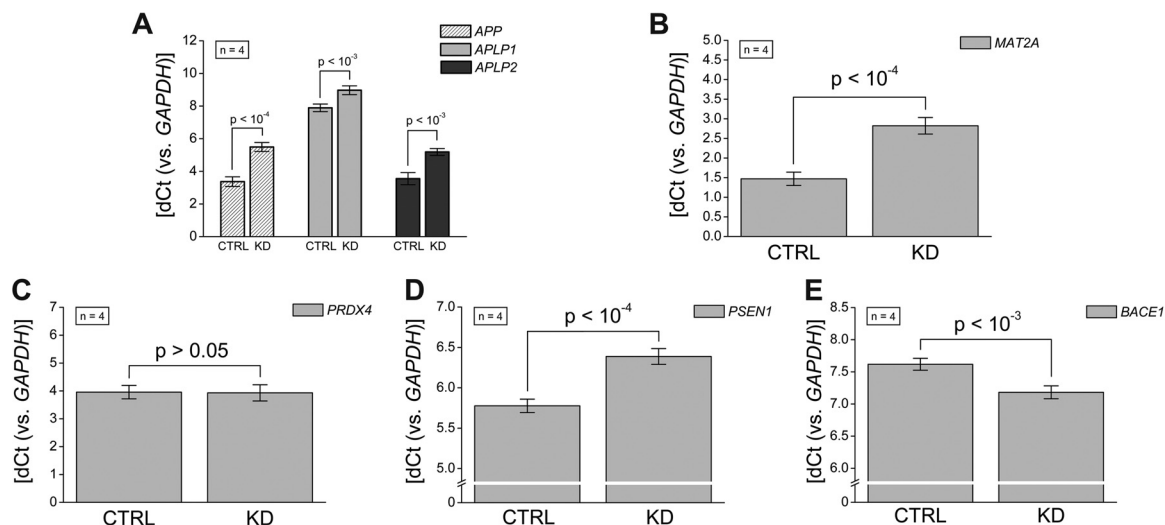 A
[dCt (vs. GAPDH)]
n = 4
APP
APLP1
APLP2
12
10
8
6
4
2
0
p < 10⁻⁴
p < 10⁻³
p < 10⁻³
CTRL KD
CTRL KD
CTRL KD
B
[dCt (vs. GAPDH)]
n = 4
MAT2A
5.0
4.5
4.0
3.5
3.0
2.5
2.0
1.5
1.0
0.5
0.0
p < 10⁻⁴
CTRL KD
C
[dCt (vs. GAPDH)]
n = 4
PRDX4
7
6
5
4
3
2
1
0
p > 0.05
CTRL KD
D
[dCt (vs. GAPDH)]
n = 4
PSEN1
7.0
6.5
6.0
5.5
5.0
0
p < 10⁻⁴
CTRL KD
E
[dCt (vs. GAPDH)]
n = 4
BACE1
8.5
8.0
7.5
7.0
6.5
6.0
0
p < 10⁻³
CTRL KD